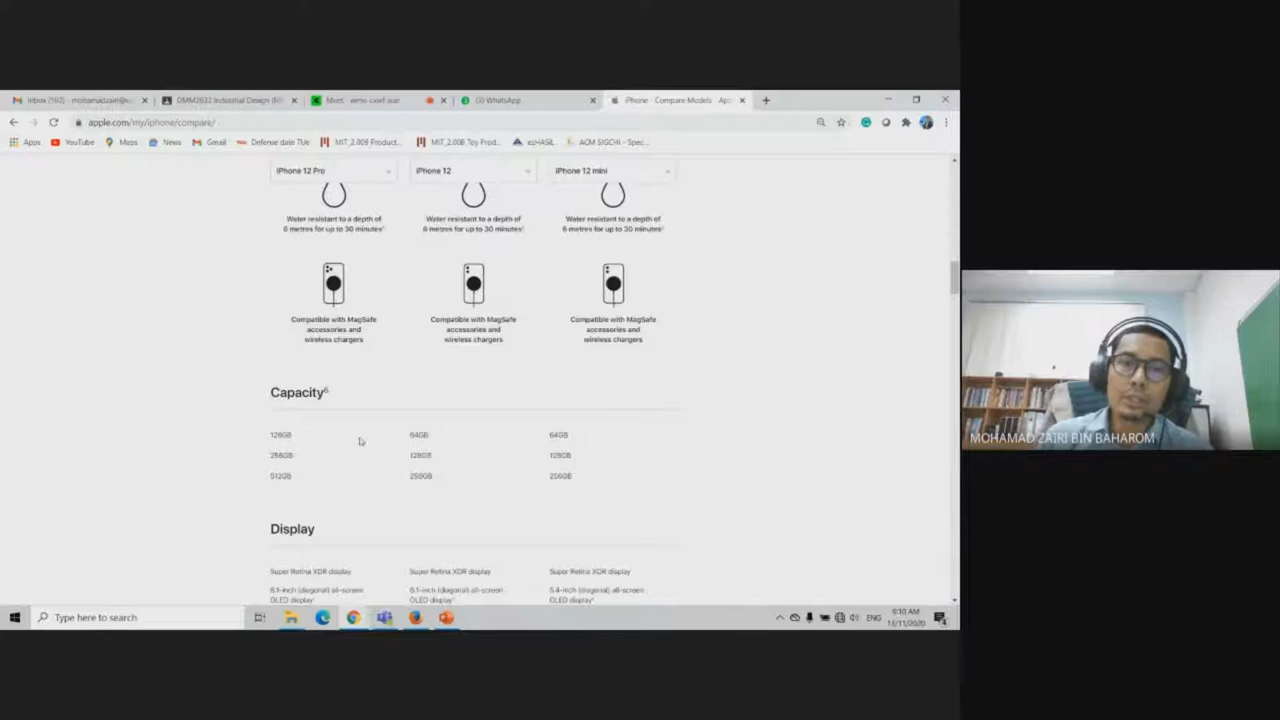 Inbox (192) - mohamadzairi@u
DMM2632 Industrial Design (M
Meet
WhatsApp
iPhone - Compare Models - App
apple.com/my/iphone/compare/
Apps YouTube Maps News Gmail Defense date TUe MIT_2.009 Product... MIT_2.00B Toy Prod... ezHASIL ACM SIGCHI - Spec...
iPhone 12 Pro iPhone 12 iPhone 12 mini
Water resistant to a depth of Water resistant to a depth of Water resistant to a depth of
6 metres for up to 30 minutes 6 metres for up to 30 minutes 6 metres for up to 30 minutes
Compatible with MagSafe Compatible with MagSafe Compatible with MagSafe
accessories and accessories and accessories and
wireless chargers wireless chargers wireless chargers
Capacity⁶
128GB 64GB 64GB
256GB 128GB 128GB
512GB 256GB 256GB
Display
Super Retina XDR display Super Retina XDR display Super Retina XDR display
6.1-inch (diagonal) all-screen 6.1-inch (diagonal) all-screen 5.4-inch (diagonal) all-screen
OLED display OLED display OLED display
MOHAMAD ZAIRI BIN BAHAROM
Type here to search
ENG
9:10 AM
13/11/2020